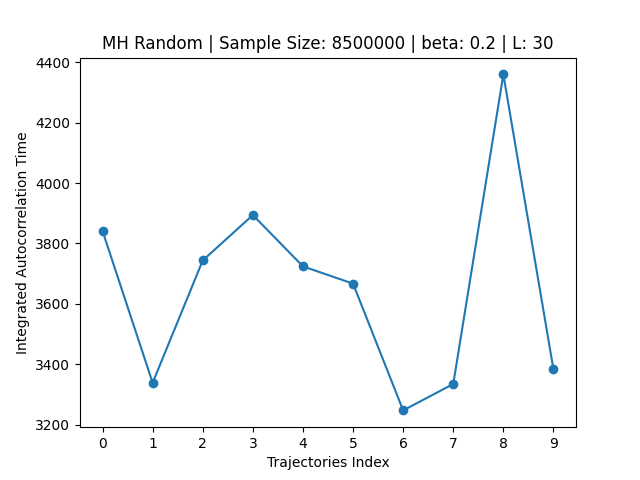 MH Random | Sample Size: 8500000 | beta: 0.2 | L: 30
4400
4200
4000
3800
3600
3400
3200
Integrated Autocorrelation Time
0 1 2 3 4 5 6 7 8 9
Trajectories Index